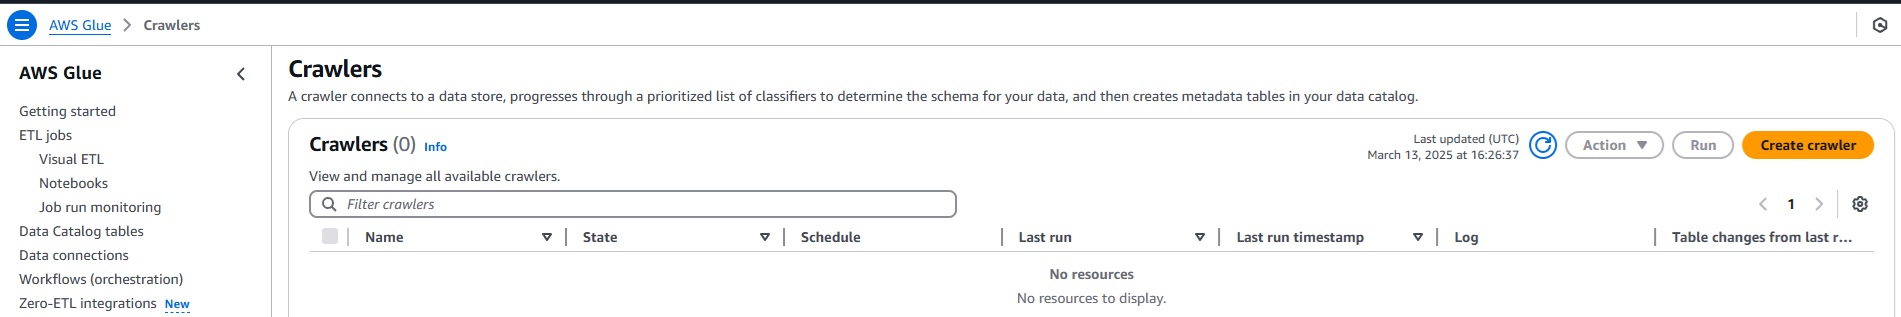 AWS Glue > Crawlers
AWS Glue
Getting started
ETL jobs
Visual ETL
Notebooks
Job run monitoring
Data Catalog tables
Data connections
Workflows (orchestration)
Zero-ETL integrations New
Crawlers
A crawler connects to a data store, progresses through a prioritized list of classifiers to determine the schema for your data, and then creates metadata tables in your data catalog.
Crawlers (0) Info
Last updated (UTC)
March 13, 2025 at 16:26:37
Action
Run
Create crawler
View and manage all available crawlers.
Filter crawlers
1
Name State Schedule Last run Last run timestamp Log Table changes from last r...
No resources
No resources to display.